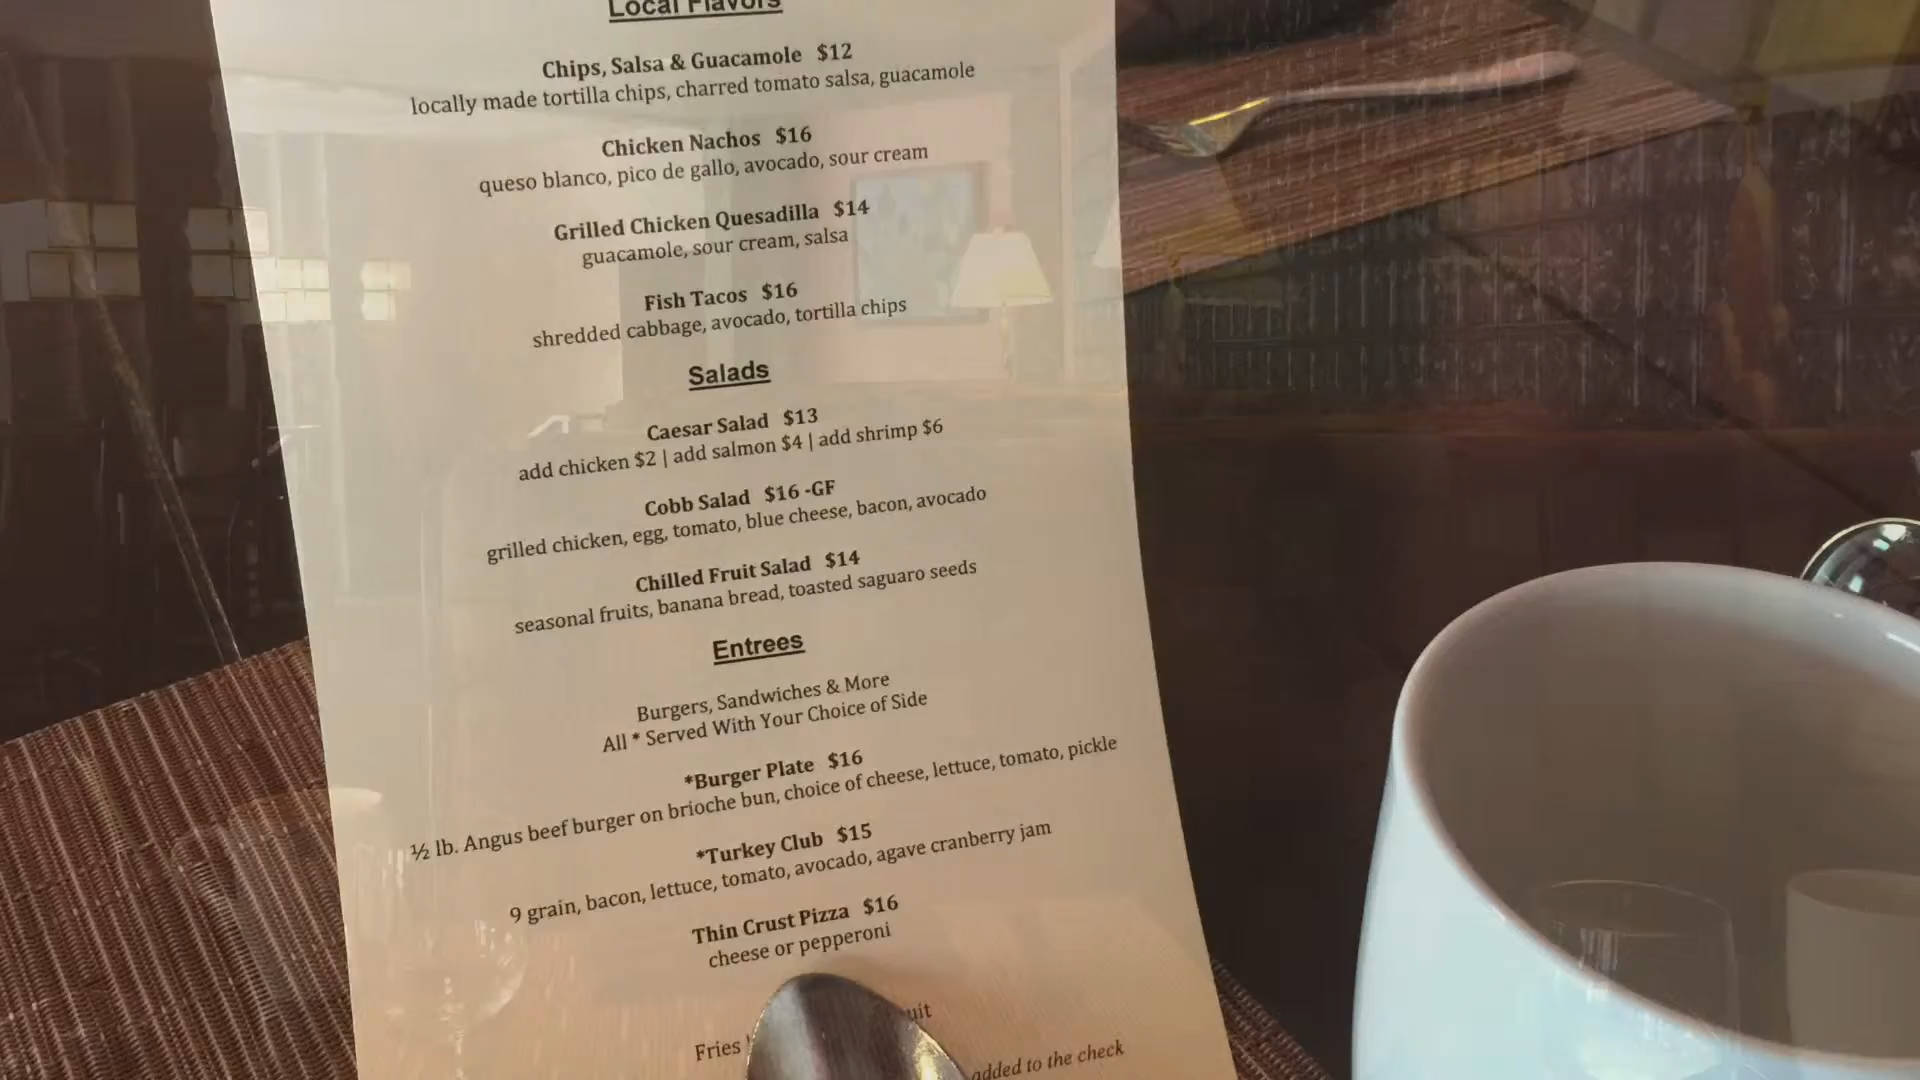 Local Flavors
Chips, Salsa & Guacamole $12
locally made tortilla chips, charred tomato salsa, guacamole
Chicken Nachos $16
queso blanco, pico de gallo, avocado, sour cream
Grilled Chicken Quesadilla $14
guacamole, sour cream, salsa
Fish Tacos $16
shredded cabbage, avocado, tortilla chips
Salads
Caesar Salad $13
add chicken $2 | add salmon $4 | add shrimp $6
Cobb Salad $16 -GF
grilled chicken, egg, tomato, blue cheese, bacon, avocado
Chilled Fruit Salad $14
seasonal fruits, banana bread, toasted saguaro seeds
Entrees
Burgers, Sandwiches & More
All * Served With Your Choice of Side
*Burger Plate $16
½ lb. Angus beef burger on brioche bun, choice of cheese, lettuce, tomato, pickle
*Turkey Club $15
9 grain, bacon, lettuce, tomato, avocado, agave cranberry jam
Thin Crust Pizza $16
cheese or pepperoni
Fries
added to the check